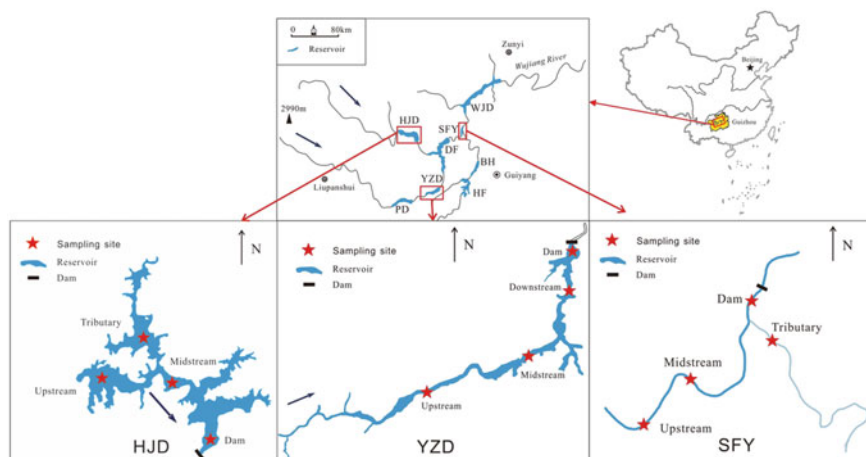 0 80km
Reservoir
Zunyi
Wujiang River
WJD
2990m
HJD
SFY
DF
BH
Guiyang
HF
YZD
PD
Liupanshui
Beijing
Guizhou
Sampling site
Reservoir
Dam
N
Tributary
Midstream
Upstream
Dam
HJD
Sampling site
Reservoir
Dam
N
Dam
Downstream
Midstream
Upstream
YZD
Sampling site
Reservoir
Dam
N
Dam
Tributary
Midstream
Upstream
SFY